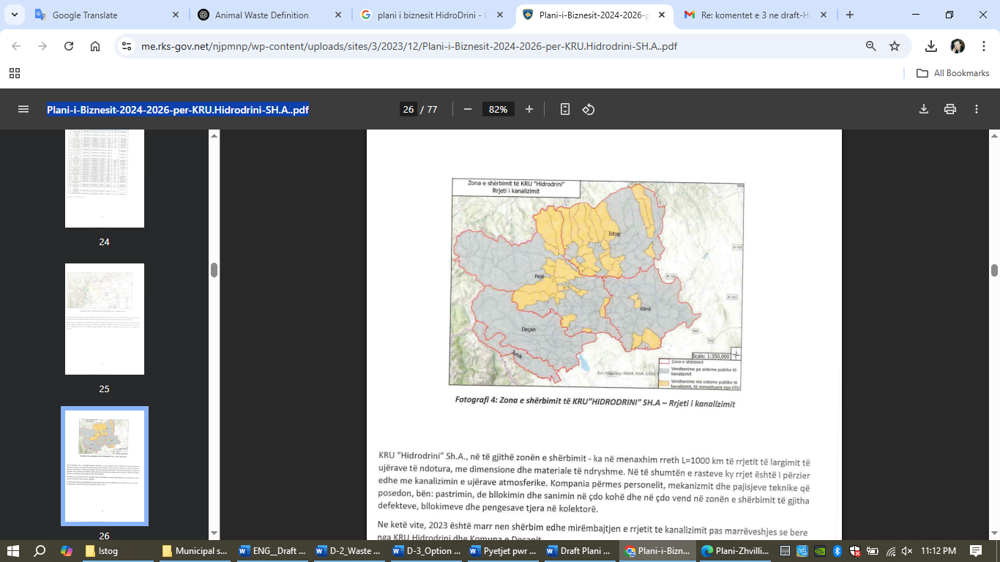 Google Translate
Animal Waste Definition
plani i biznesit HidroDrini - G
Plani-i-Biznesit-2024-2026-p
Re: komentet e 3 ne draft-H
me.rks-gov.net/njpmnp/wp-content/uploads/sites/3/2023/12/Plani-i-Biznesit-2024-2026-per-KRU.Hidrodrini-SH.A..pdf
All Bookmarks
Plani-i-Biznesit-2024-2026-per-KRU.Hidrodrini-SH.A..pdf
26 / 77
82%
24
25
26
Zona e shërbimit të KRU "Hidrodrini"
Rrjeti i kanalizimit
Istog
Pejë
Klinë
Deçan
Junik
Scale: 1:350,000
Zona e shërbimit
Vendbanime pa sisteme publike të
kanalizimit
Vendbanime me sisteme publike të
kanalizimit, të menaxhuara nga KRU
Fotografi 4: Zona e shërbimit të KRU"HIDRODRINI" SH.A – Rrjeti i kanalizimit
KRU "Hidrodrini" Sh.A., në të gjithë zonën e shërbimit - ka në menaxhim rreth L=1000 km të rrjetit të largimit të
ujërave të ndotura, me dimensione dhe materiale të ndryshme. Në të shumtën e rasteve ky rrjet është i përzier
edhe me kanalizimin e ujërave atmosferike. Kompania përmes personelit, mekanizmit dhe pajisjeve teknike që
posedon, bën: pastrimin, de bllokimin dhe sanimin në çdo kohë dhe në çdo vend në zonën e shërbimit të gjitha
defekteve, bllokimeve dhe pengesave tjera në kolektorë.
Ne ketë vite, 2023 është marr nen shërbim edhe mirëmbajtjen e rrjetit te kanalizimit pas marrëveshjes se bere
nga KRU Hidrodrini dhe Komuna e Deçanit
Istog
Municipal s...
ENG__Draft ...
D-2_Waste ...
D-3_Option ...
Pyetjet pwr ...
Draft Plani ...
Plani-i-Bizn...
Plani-Zhvilli...
11:12 PM